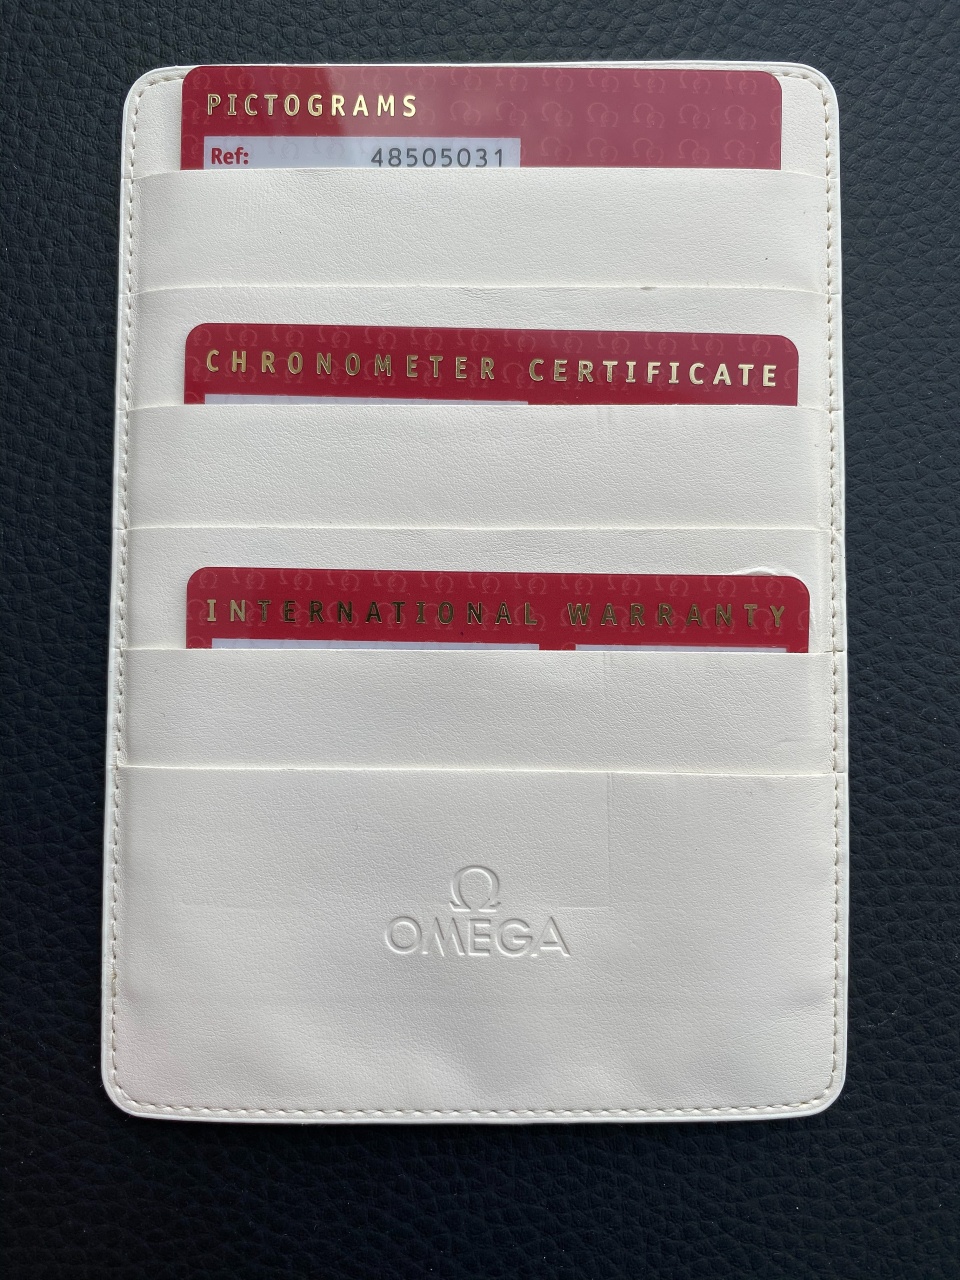 PICTOGRAMS
Ref: 48505031
CHRONOMETER CERTIFICATE
INTERNATIONAL WARRANTY
Ω
OMEGA